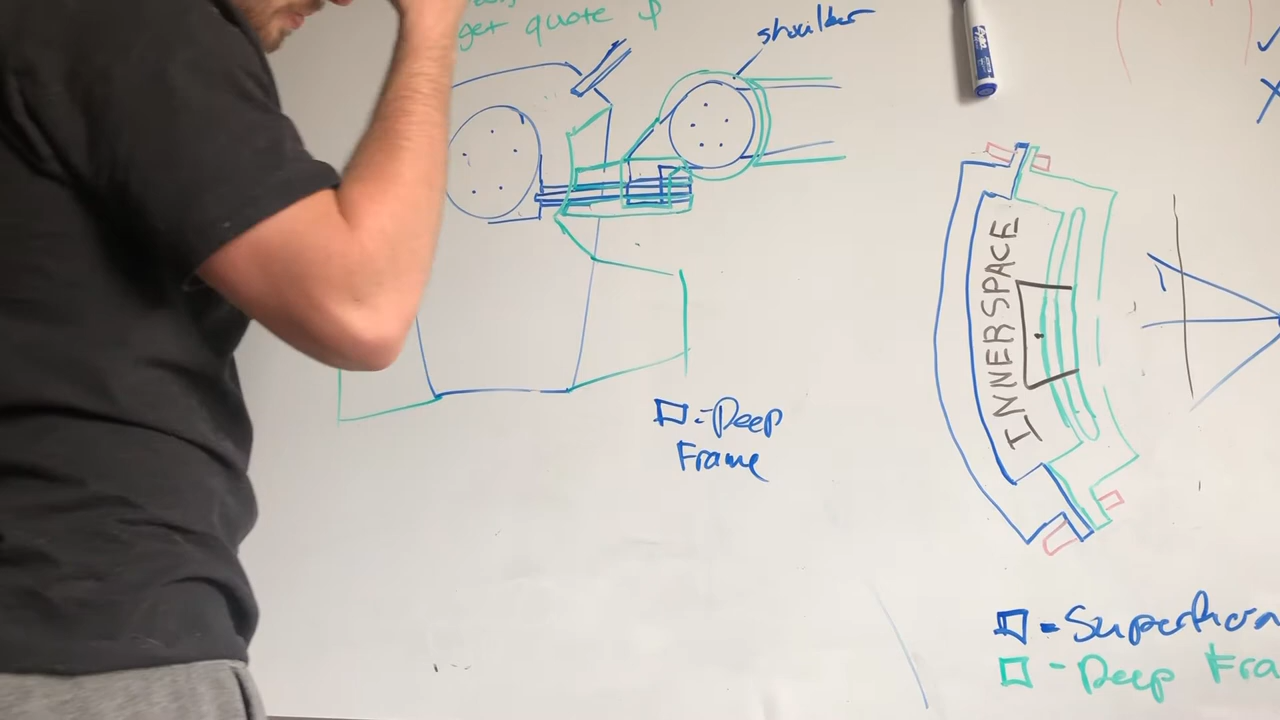 get quote
shoulder
INNERSPACE
= Deep
Frame
= Superfram
- Deep Fra